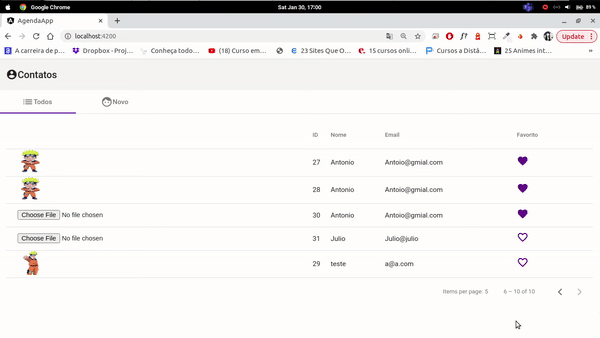 Google Chrome
Sat Jan 30, 17:00
89 %
AgendaApp
localhost:4200
Update
A carreira de p...
Dropbox - Proj...
Conheça todo...
(18) Curso em...
23 Sites Que O...
15 cursos onli...
Cursos a Distâ...
25 Animes int...
Contatos
Todos
Novo
ID Nome Email Favorito
27 Antonio Antoio@gmial.com
28 Antonio Antoio@gmial.com
Choose File No file chosen 30 Antonio Antoio@gmial.com
Choose File No file chosen 31 Julio Julio@julio
29 teste a@a.com
Items per page: 5 6 – 10 of 10